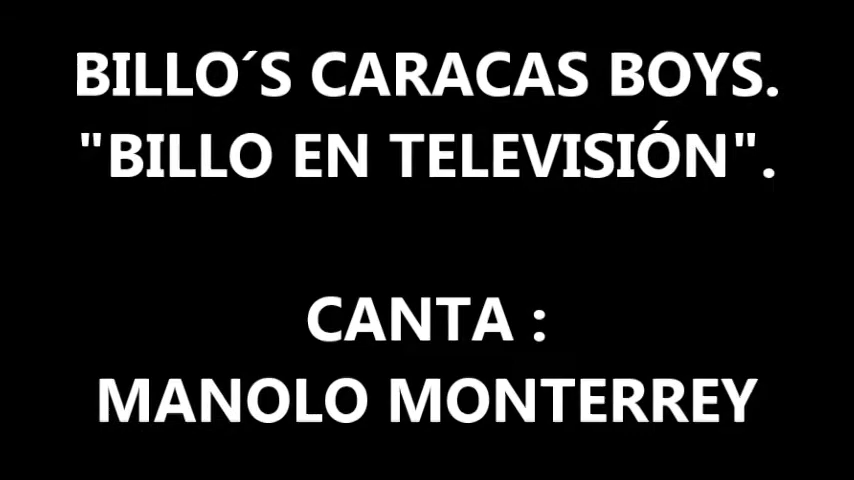 BILLO´S CARACAS BOYS.
"BILLO EN TELEVISIÓN".
CANTA :
MANOLO MONTERREY